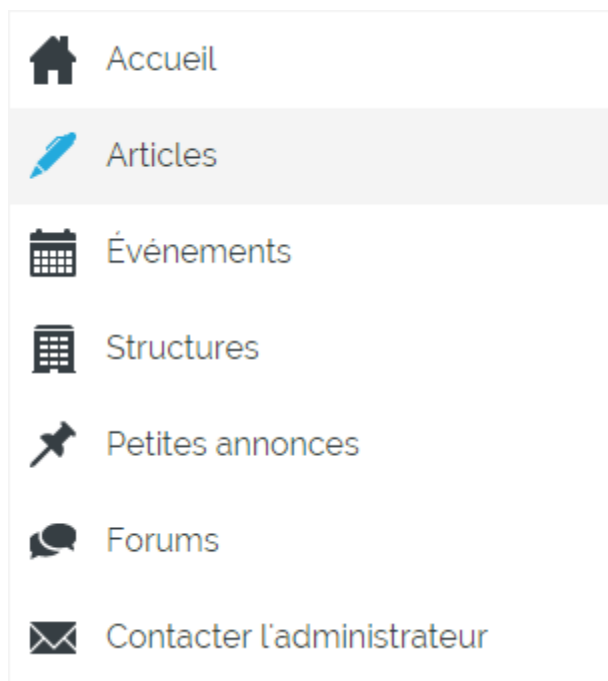 Accueil
Articles
Événements
Structures
Petites annonces
Forums
Contacter l'administrateur